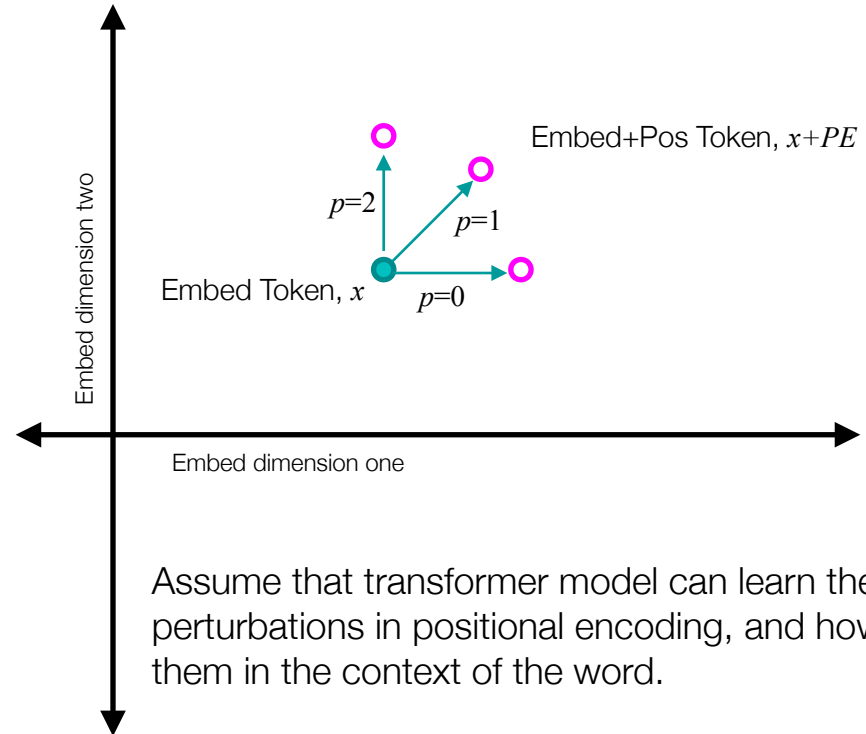 Embed+Pos Token, x+PE
Embed dimension two
p=2
p=1
Embed Token, x
p=0
Embed dimension one
Assume that transformer model can learn the
perturbations in positional encoding, and how
them in the context of the word.